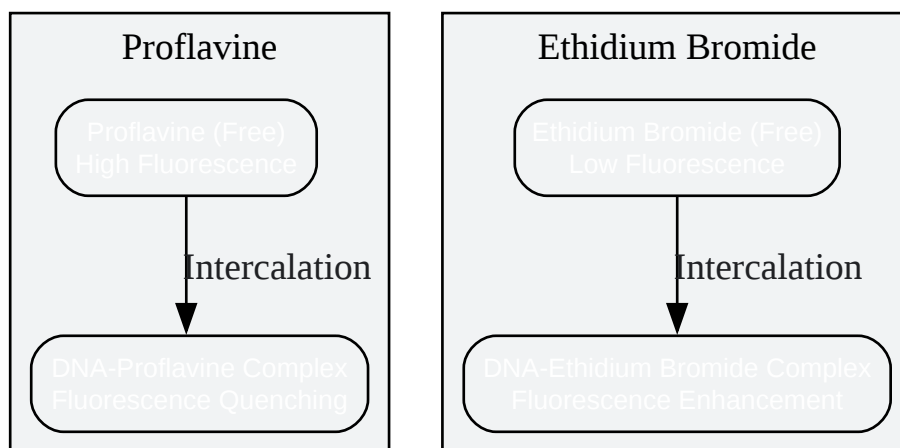 Proflavine
Proflavine (Free)
High Fluorescence
Intercalation
DNA-Proflavine Complex
Fluorescence Quenching
Ethidium Bromide
Ethidium Bromide (Free)
Low Fluorescence
Intercalation
DNA-Ethidium Bromide Complex
Fluorescence Enhancement